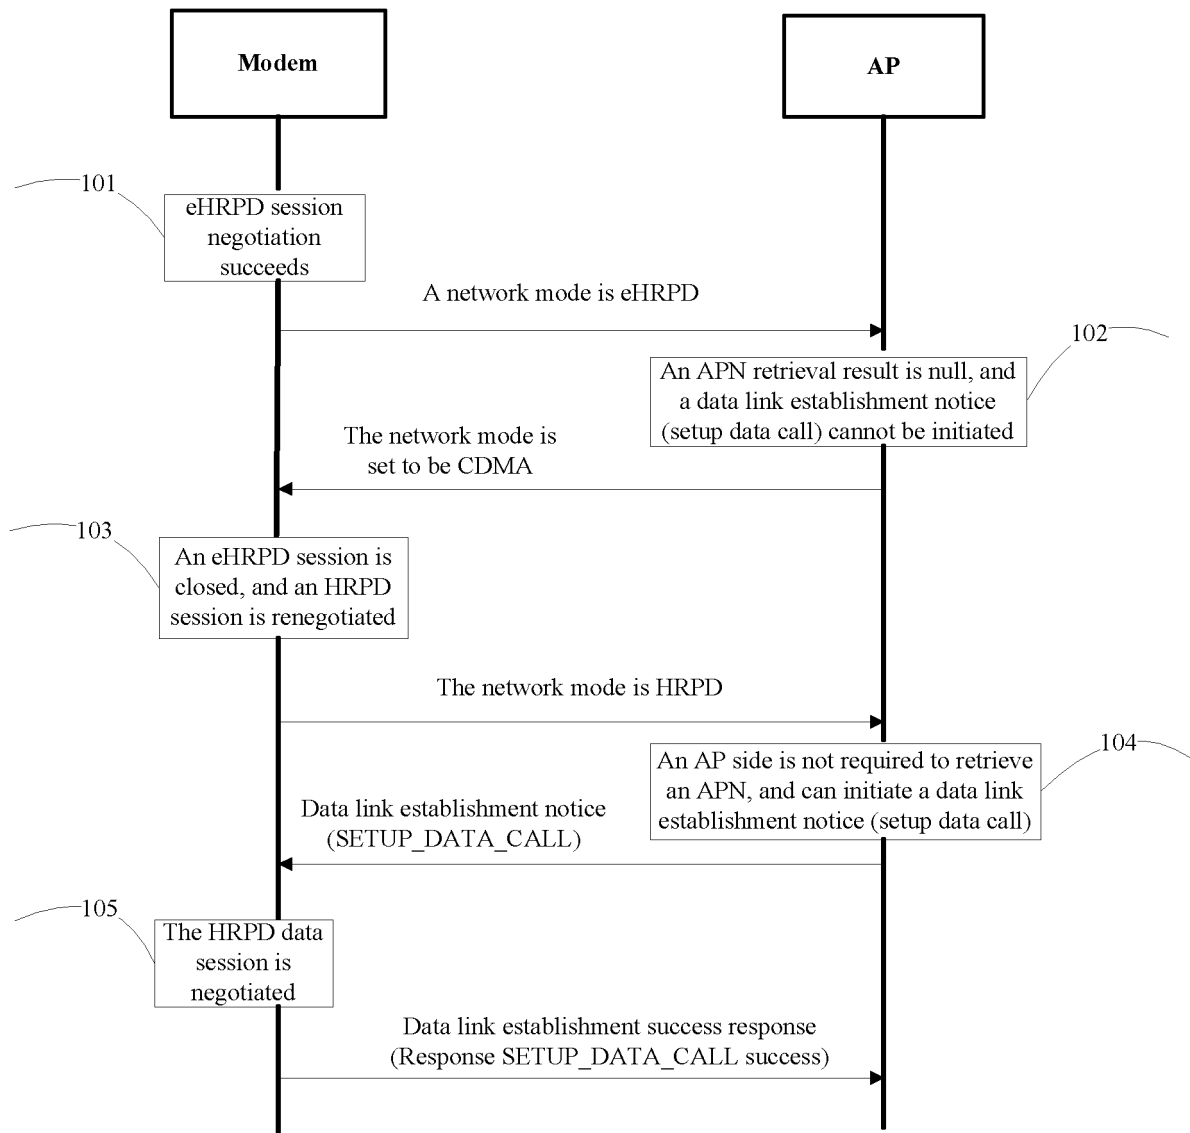 Modem
AP
101
eHRPD session
negotiation
succeeds
A network mode is eHRPD
102
An APN retrieval result is null, and
a data link establishment notice
(setup data call) cannot be initiated
The network mode is
set to be CDMA
103
An eHRPD session is
closed, and an HRPD
session is renegotiated
The network mode is HRPD
104
An AP side is not required to retrieve
an APN, and can initiate a data link
establishment notice (setup data call)
Data link establishment notice
(SETUP_DATA_CALL)
105
The HRPD data
session is
negotiated
Data link establishment success response
(Response SETUP_DATA_CALL success)